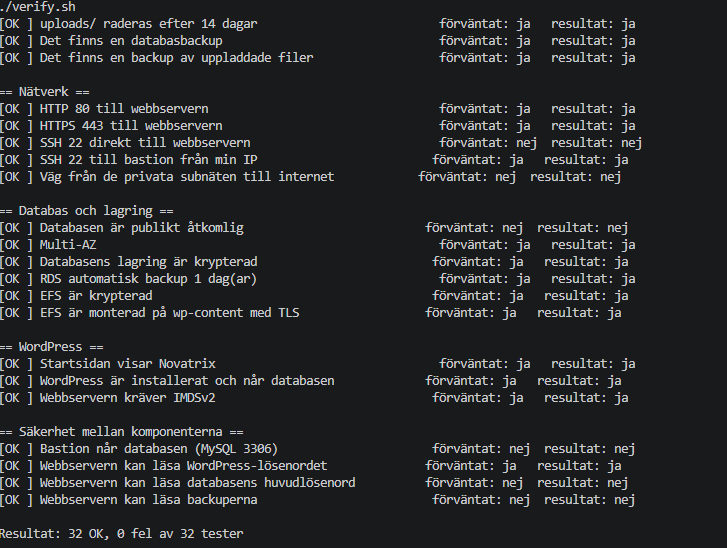 ./verify.sh
[OK ] uploads/ raderas efter 14 dagar förväntat: ja resultat: ja
[OK ] Det finns en databasbackup förväntat: ja resultat: ja
[OK ] Det finns en backup av uppladdade filer förväntat: ja resultat: ja
== Nätverk ==
[OK ] HTTP 80 till webbservern förväntat: ja resultat: ja
[OK ] HTTPS 443 till webbservern förväntat: ja resultat: ja
[OK ] SSH 22 direkt till webbservern förväntat: nej resultat: nej
[OK ] SSH 22 till bastion från min IP förväntat: ja resultat: ja
[OK ] Väg från de privata subnäten till internet förväntat: nej resultat: nej
== Databas och lagring ==
[OK ] Databasen är publikt åtkomlig förväntat: nej resultat: nej
[OK ] Multi-AZ förväntat: ja resultat: ja
[OK ] Databasens lagring är krypterad förväntat: ja resultat: ja
[OK ] RDS automatisk backup 1 dag(ar) förväntat: ja resultat: ja
[OK ] EFS är krypterad förväntat: ja resultat: ja
[OK ] EFS är monterad på wp-content med TLS förväntat: ja resultat: ja
== WordPress ==
[OK ] Startsidan visar Novatrix förväntat: ja resultat: ja
[OK ] WordPress är installerat och når databasen förväntat: ja resultat: ja
[OK ] Webbservern kräver IMDSv2 förväntat: ja resultat: ja
== Säkerhet mellan komponenterna ==
[OK ] Bastion når databasen (MySQL 3306) förväntat: nej resultat: nej
[OK ] Webbservern kan läsa WordPress-lösenordet förväntat: ja resultat: ja
[OK ] Webbservern kan läsa databasens huvudlösenord förväntat: nej resultat: nej
[OK ] Webbservern kan läsa backuperna förväntat: nej resultat: nej
Resultat: 32 OK, 0 fel av 32 tester